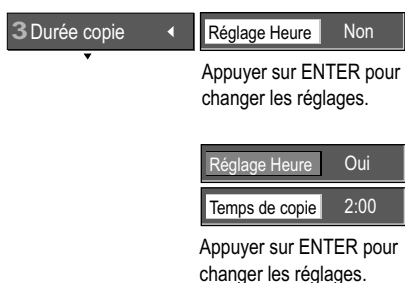 3 Durée copie
Réglage Heure Non
Appuyer sur ENTER pour
changer les réglages.
Réglage Heure Oui
Temps de copie 2:00
Appuyer sur ENTER pour
changer les réglages.